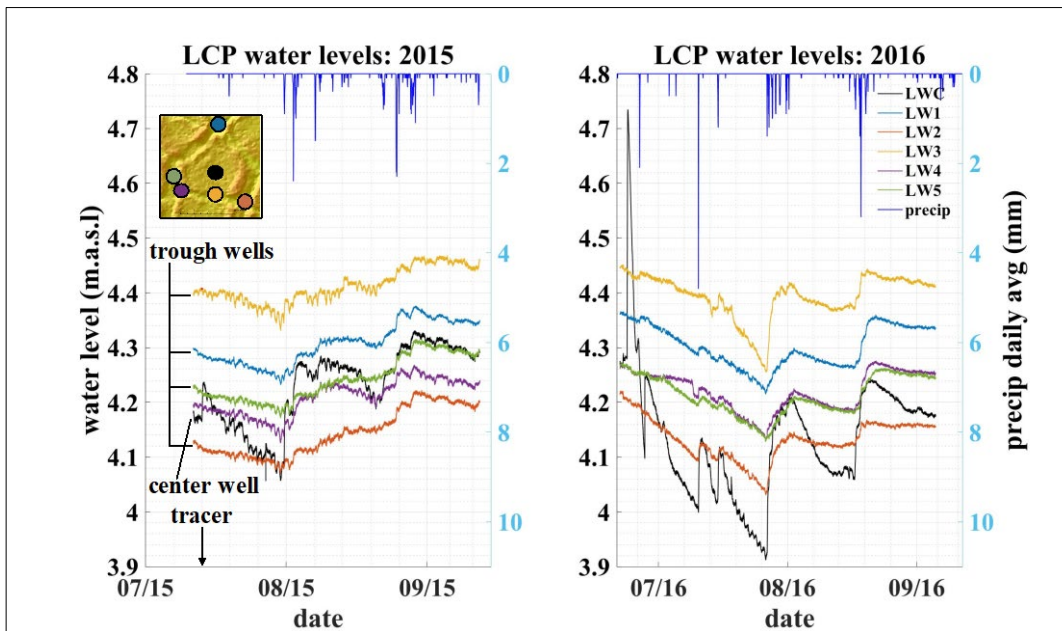 LCP water levels: 2015
4.8
4.7
4.6
4.5
4.4
4.3
4.2
4.1
4
3.9
water level (m.a.s.l)
trough wells
center well
tracer
07/15
08/15
09/15
date
0
2
4
6
8
10
LCP water levels: 2016
4.8
4.7
4.6
4.5
4.4
4.3
4.2
4.1
4
3.9
LWC
LW1
LW2
LW3
LW4
LW5
precip
07/16
08/16
09/16
date
0
2
4
6
8
10
precip daily avg (mm)